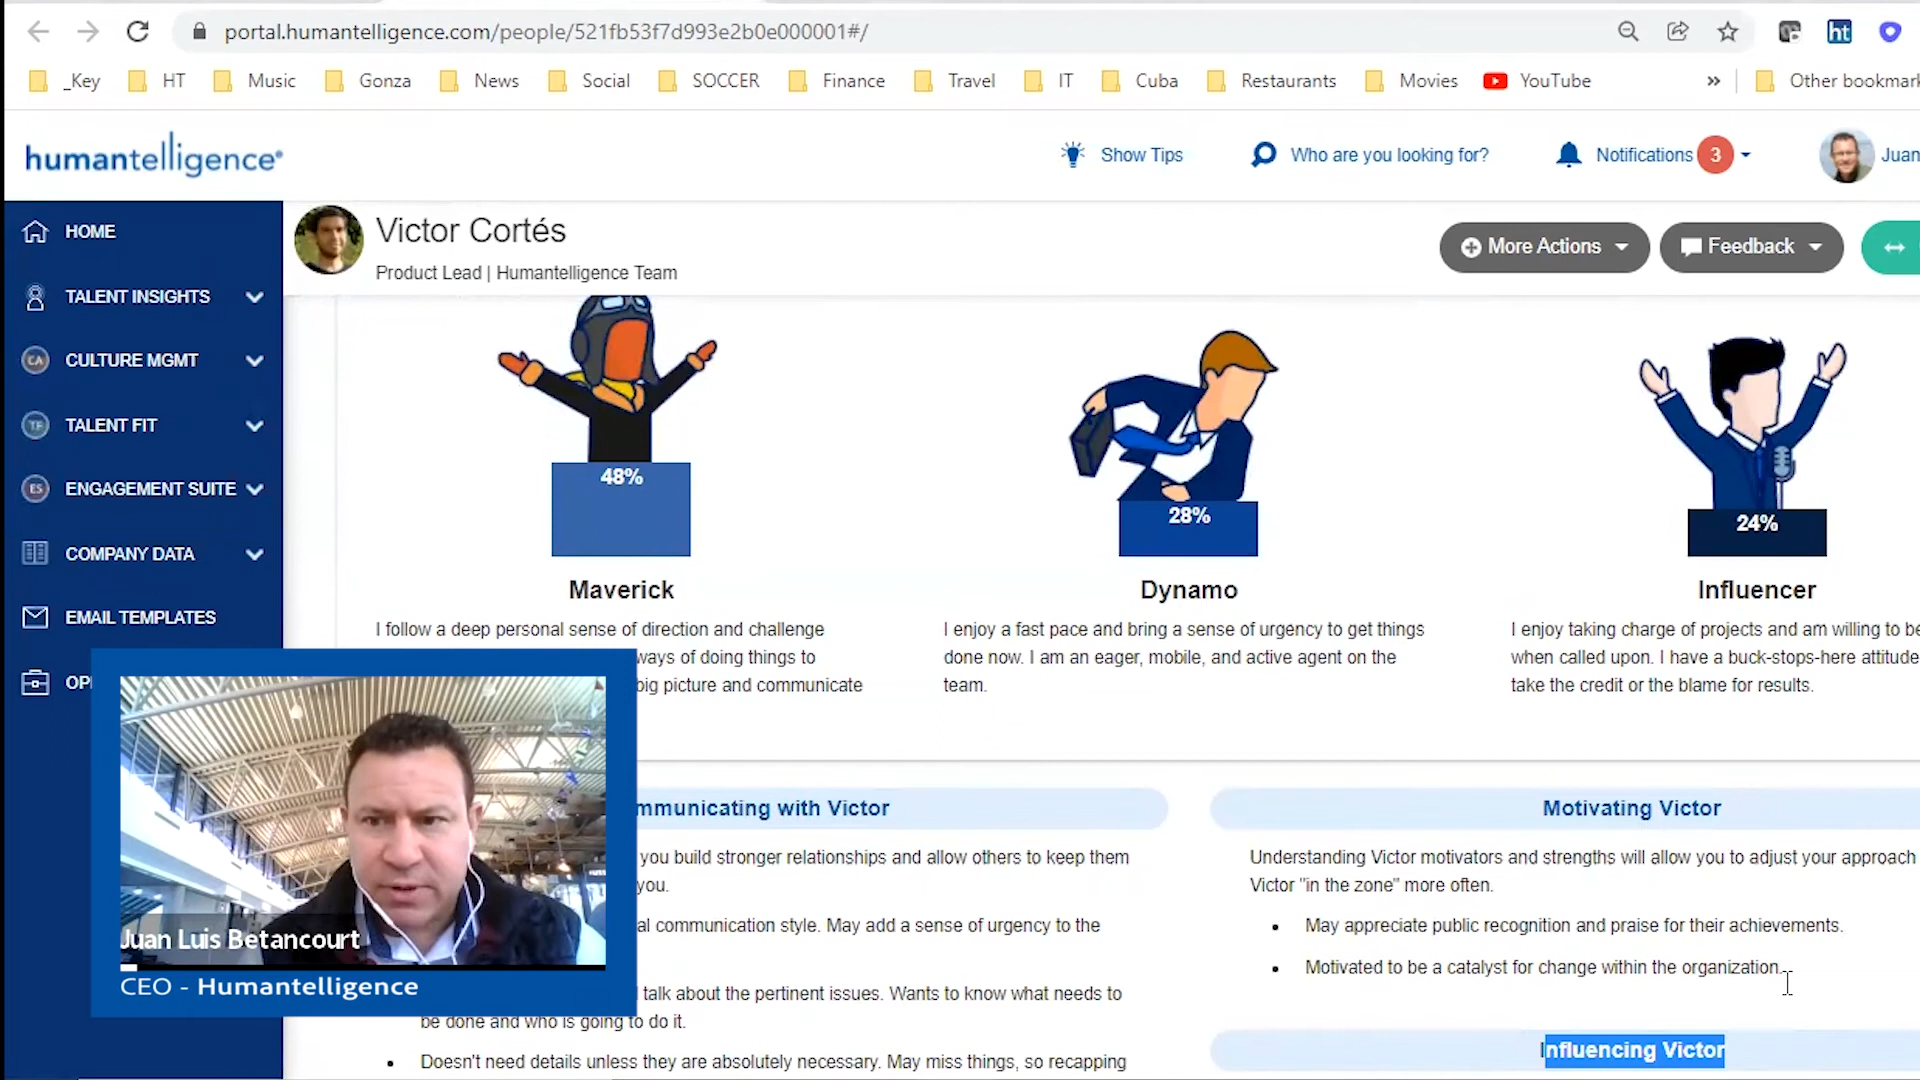 portal.humantelligence.com/people/521fb53f7d993e2b0e000001#/
ht
_Key
HT
Music
Gonza
News
Social
SOCCER
Finance
Travel
IT
Cuba
Restaurants
Movies
YouTube
»
Other bookmark
humantelligence®
Show Tips
Who are you looking for?
Notifications 3
Juan
HOME
TALENT INSIGHTS
CA CULTURE MGMT
TF TALENT FIT
ES ENGAGEMENT SUITE
COMPANY DATA
EMAIL TEMPLATES
Victor Cortés
Product Lead | Humantelligence Team
More Actions
Feedback
48%
Maverick
I follow a deep personal sense of direction and challenge
ways of doing things to
big picture and communicate
28%
Dynamo
I enjoy a fast pace and bring a sense of urgency to get things
done now. I am an eager, mobile, and active agent on the
team.
24%
Influencer
I enjoy taking charge of projects and am willing to be
when called upon. I have a buck-stops-here attitude
take the credit or the blame for results.
mmunicating with Victor
you build stronger relationships and allow others to keep them
you.
al communication style. May add a sense of urgency to the
talk about the pertinent issues. Wants to know what needs to
be done and who is going to do it.
• Doesn't need details unless they are absolutely necessary. May miss things, so recapping
Motivating Victor
Understanding Victor motivators and strengths will allow you to adjust your approach
Victor "in the zone" more often.
• May appreciate public recognition and praise for their achievements.
• Motivated to be a catalyst for change within the organization.
Influencing Victor
Juan Luis Betancourt
CEO - Humantelligence